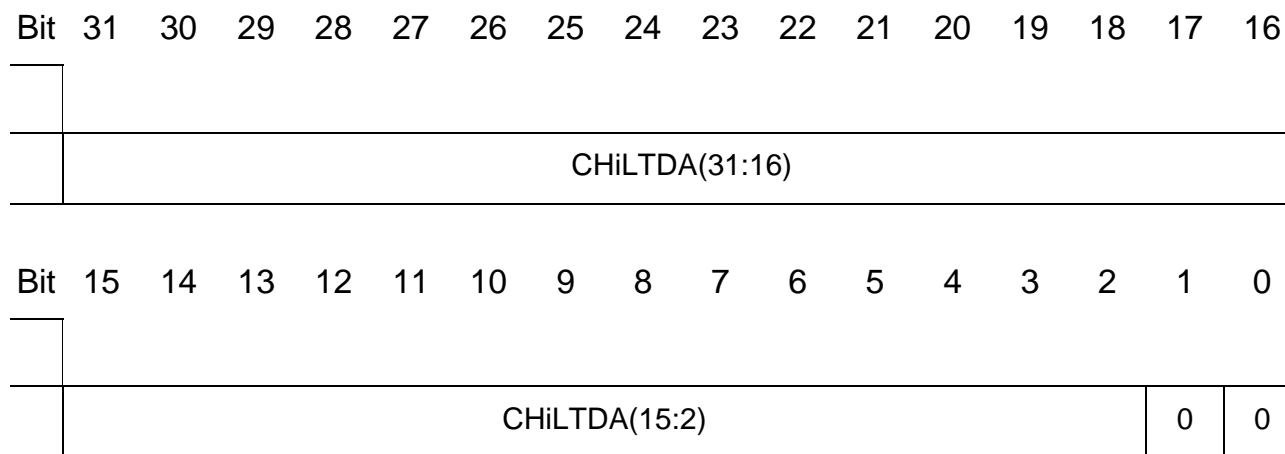 Bit 31 30 29 28 27 26 25 24 23 22 21 20 19 18 17 16
CHiLTDA(31:16)
Bit 15 14 13 12 11 10 9 8 7 6 5 4 3 2 1 0
CHiLTDA(15:2) 0 0